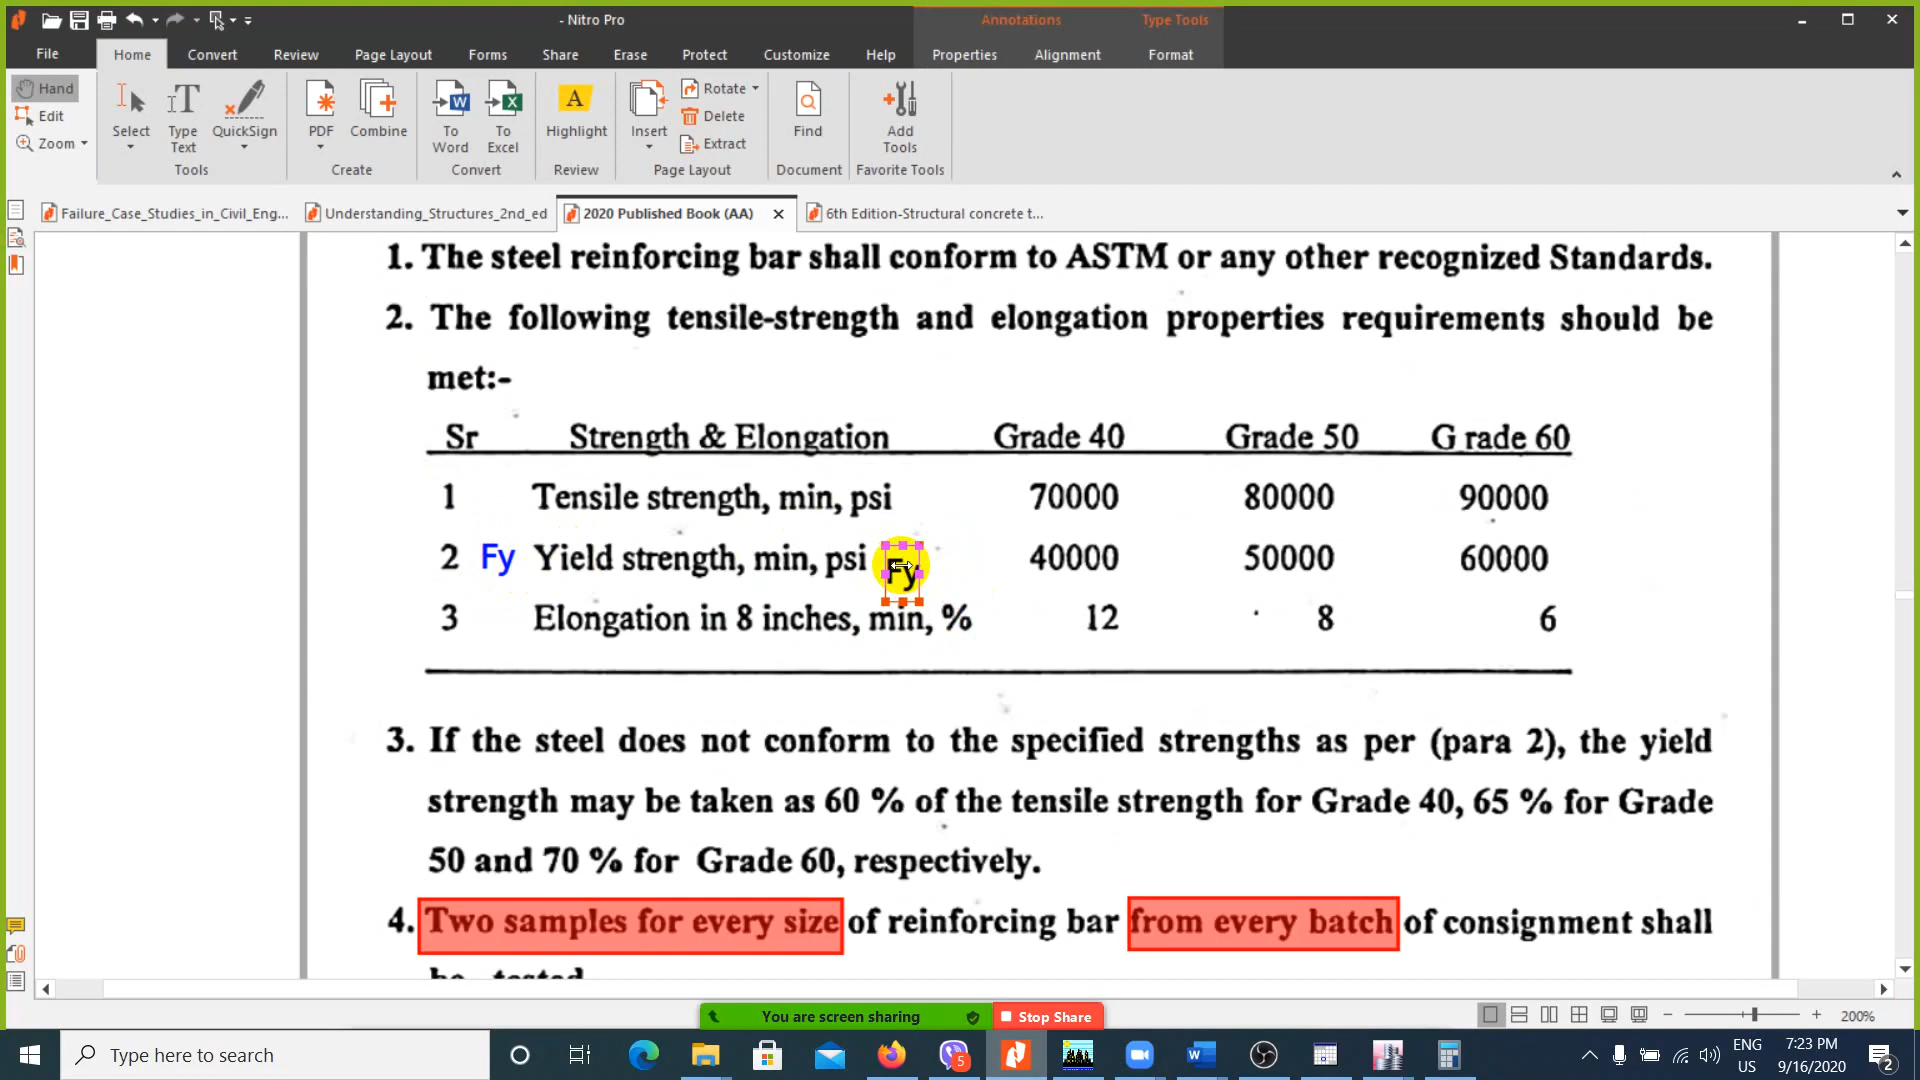 - Nitro Pro
Annotations
Type Tools
File
Home
Convert
Review
Page Layout
Forms
Share
Erase
Protect
Customize
Help
Properties
Alignment
Format
Hand
Edit
Zoom
Select
Type Text
QuickSign
Tools
PDF
Combine
Create
To Word
To Excel
Convert
Highlight
Review
Insert
Rotate
Delete
Extract
Page Layout
Find
Document
Add Tools
Favorite Tools
Failure_Case_Studies_in_Civil_Eng...
Understanding_Structures_2nd_ed
2020 Published Book (AA)
6th Edition-Structural concrete t...
1. The steel reinforcing bar shall conform to ASTM or any other recognized Standards.
2. The following tensile-strength and elongation properties requirements should be
met:-
Sr Strength & Elongation Grade 40 Grade 50 G rade 60
1 Tensile strength, min, psi 70000 80000 90000
2 Fy Yield strength, min, psi Fy 40000 50000 60000
3 Elongation in 8 inches, min, % 12 8 6
3. If the steel does not conform to the specified strengths as per (para 2), the yield
strength may be taken as 60 % of the tensile strength for Grade 40, 65 % for Grade
50 and 70 % for Grade 60, respectively.
4. Two samples for every size of reinforcing bar from every batch of consignment shall
be tested
You are screen sharing
Stop Share
200%
Type here to search
5
ENG
US
7:23 PM
9/16/2020
2